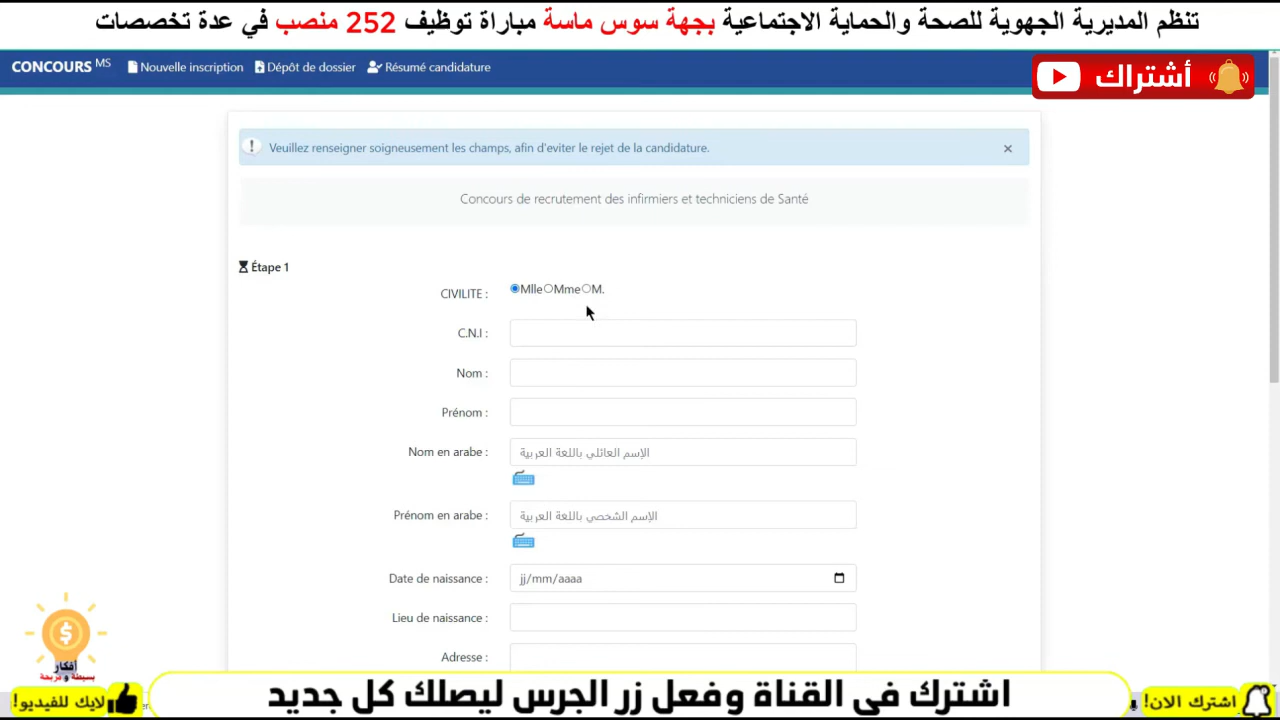 تنظم المديرية الجهوية للصحة والحماية الاجتماعية بجهة سوس ماسة مباراة توظيف 252 منصب في عدة تخصصات
CONCOURS MS Nouvelle inscription Dépôt de dossier Résumé candidature
أشتراك
! Veuillez renseigner soigneusement les champs, afin d'eviter le rejet de la candidature. ×
Concours de recrutement des infirmiers et techniciens de Santé
Étape 1
CIVILITE : Mlle Mme M.
C.N.I :
Nom :
Prénom :
Nom en arabe : الإسم العائلي باللغة العربية
Prénom en arabe : الإسم الشخصي باللغة العربية
Date de naissance : jj/mm/aaaa
Lieu de naissance :
Adresse :
$
أفكار
بسيطة و مربحة
لايك للفيديو!
اشترك في القناة وفعل زر الجرس ليصلك كل جديد
اشترك الان!